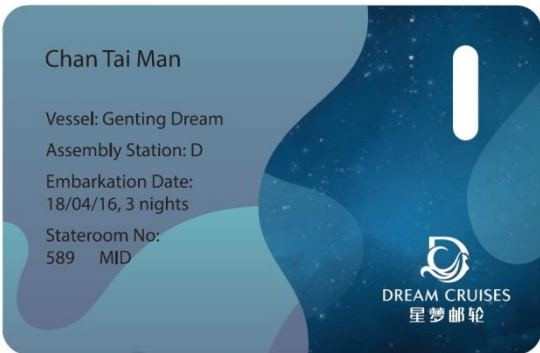 Chan Tai Man
Vessel: Genting Dream
Assembly Station: D
Embarkation Date:
18/04/16, 3 nights
Stateroom No:
589 MID
DREAM CRUISES
星梦邮轮